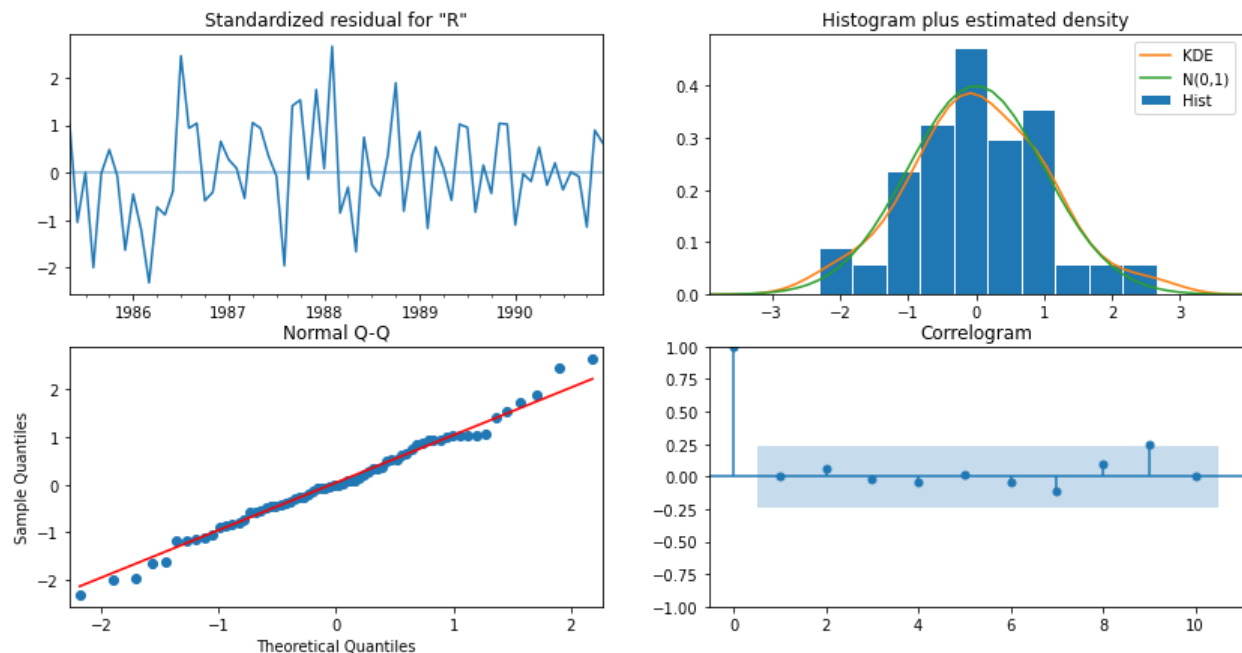 Standardized residual for "R"
2
1
0
−1
−2
1986 1987 1988 1989 1990
Histogram plus estimated density
KDE
N(0,1)
Hist
0.4
0.3
0.2
0.1
0.0
−3 −2 −1 0 1 2 3
Normal Q-Q
Sample Quantiles
2
1
0
−1
−2
−2 −1 0 1 2
Theoretical Quantiles
Correlogram
1.00
0.75
0.50
0.25
0.00
−0.25
−0.50
−0.75
−1.00
0 2 4 6 8 10